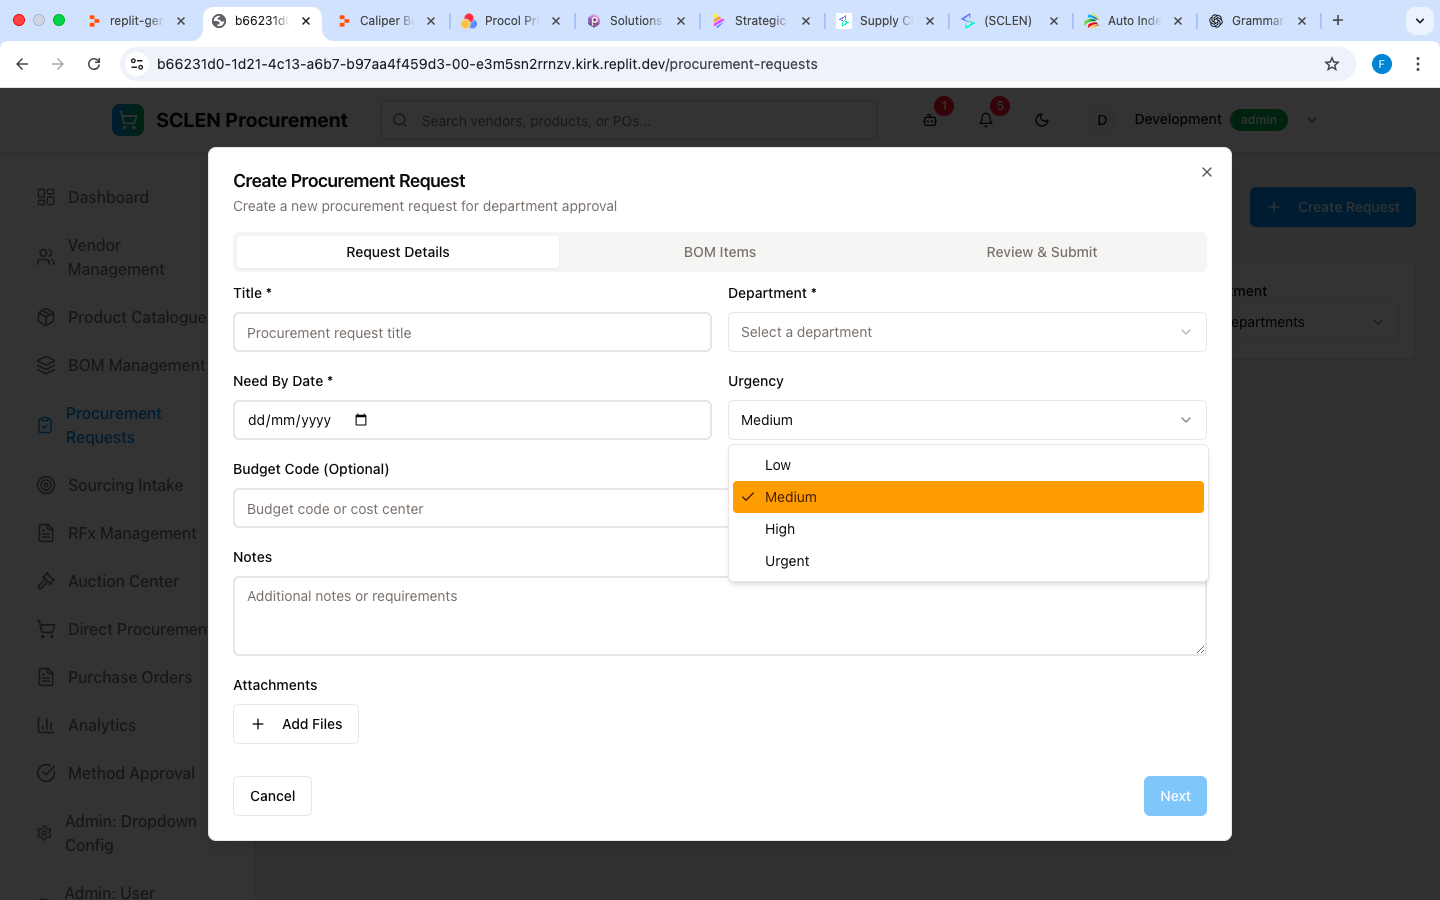 replit-gen
b66231d0
Caliper Bu
Procol Pri
Solutions
Strategic
Supply C
(SCLEN)
Auto Inde
Grammar
b66231d0-1d21-4c13-a6b7-b97aa4f459d3-00-e3m5sn2rrnzv.kirk.replit.dev/procurement-requests
F
SCLEN Procurement
Search vendors, products, or POs...
1
5
D
Development
admin
Dashboard
Vendor
Management
Product Catalogue
BOM Management
Procurement
Requests
Sourcing Intake
RFx Management
Auction Center
Direct Procuremen
Purchase Orders
Analytics
Method Approval
Admin: Dropdown
Config
Admin: User
Create Request
ment
epartments
Create Procurement Request
Create a new procurement request for department approval
Request Details
BOM Items
Review & Submit
Title *
Procurement request title
Department *
Select a department
Need By Date *
dd/mm/yyyy
Urgency
Medium
Low
Medium
High
Urgent
Budget Code (Optional)
Budget code or cost center
Notes
Additional notes or requirements
Attachments
Add Files
Cancel
Next